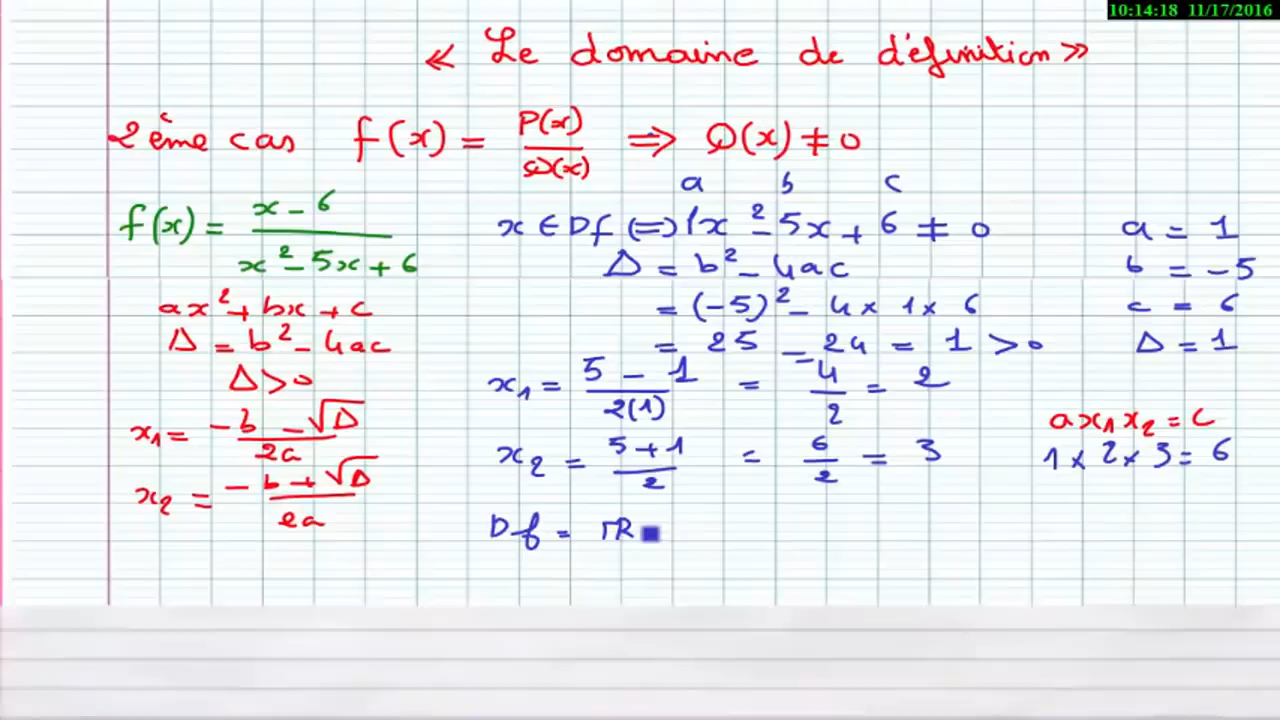 10:14:18 11/17/2016
« Le domaine de définition »
2ème cas f(x) = P(x)/Q(x) ⇒ Q(x) ≠ 0
a b c
f(x) = (x - 6)/(x² - 5x + 6)
x ∈ Df ⇔ 1x² - 5x + 6 ≠ 0
Δ = b² - 4ac
= (-5)² - 4 × 1 × 6
= 25 - 24 = 1 > 0
a = 1
b = -5
c = 6
Δ = 1
ax² + bx + c
Δ = b² - 4ac
Δ > 0
x₁ = (-b - √Δ)/2a
x₂ = (-b + √Δ)/2a
x₁ = (5 - 1)/2(1) = 4/2 = 2
x₂ = (5 + 1)/2 = 6/2 = 3
a x₁ x₂ = c
1 × 2 × 3 = 6
Df = IR